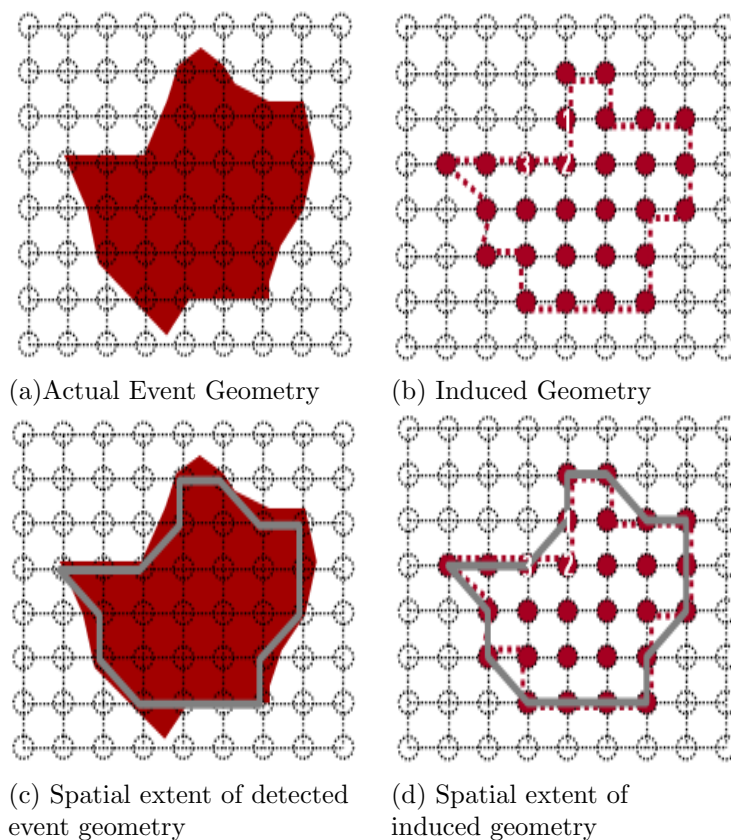 1
3 2
(a)Actual Event Geometry (b) Induced Geometry
1
3 2
(c) Spatial extent of detected
event geometry
(d) Spatial extent of
induced geometry